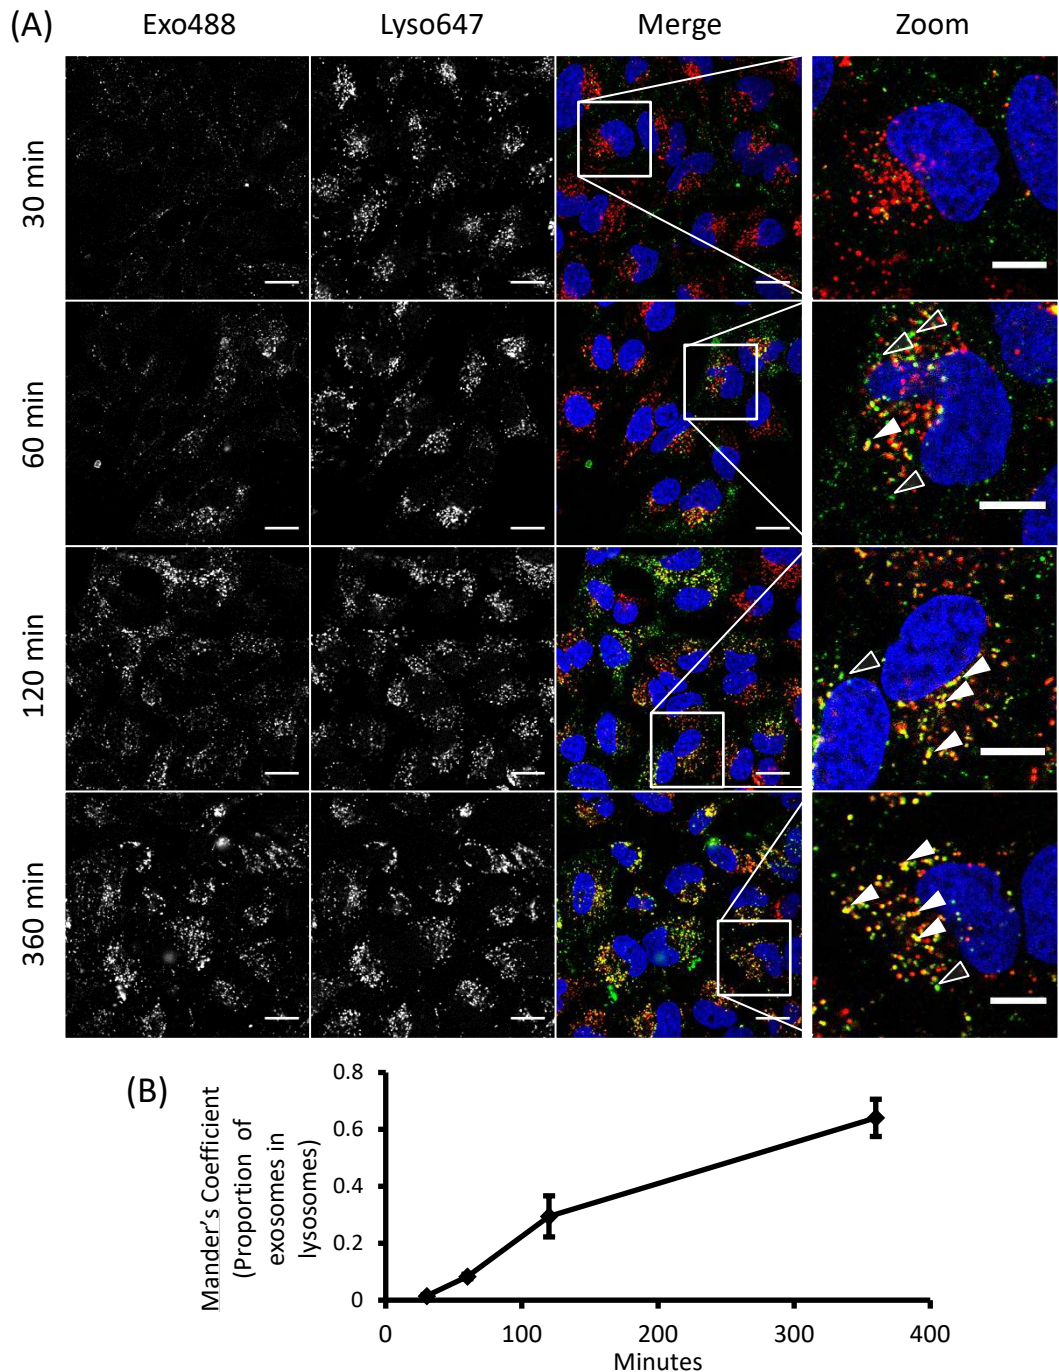 (A)
Exo488 Lyso647 Merge Zoom
30 min
60 min
120 min
360 min
(B)
Mander's Coefficient
(Proportion of
exosomes in
lysosomes)
0.8
0.6
0.4
0.2
0
0 100 200 300 400
Minutes